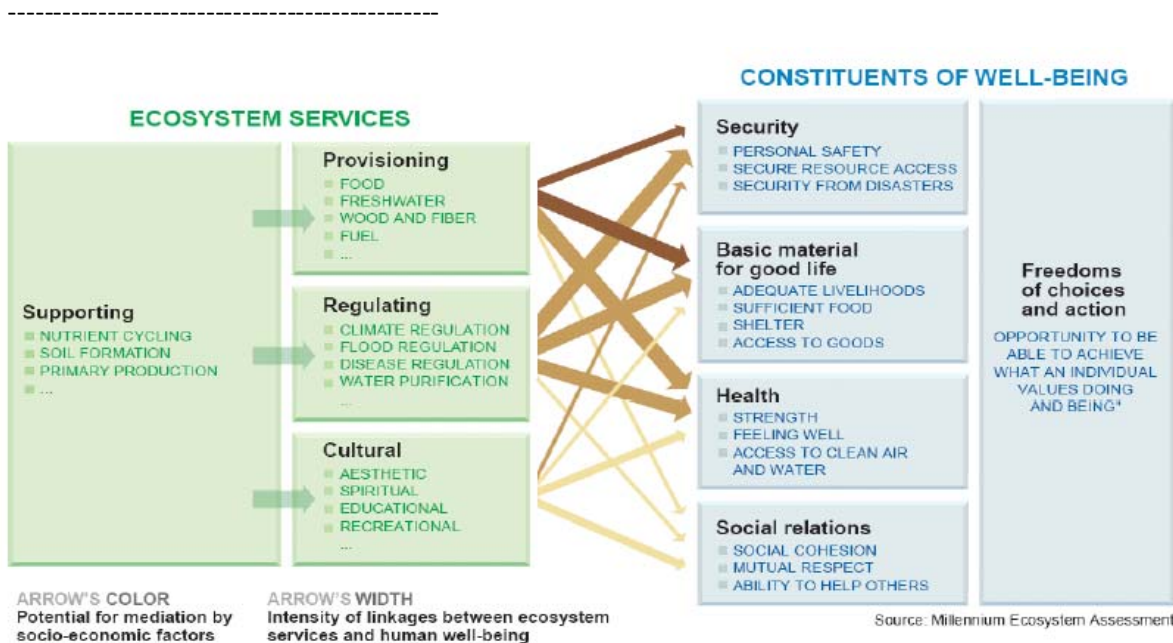 ECOSYSTEM SERVICES
CONSTITUENTS OF WELL-BEING
Supporting
NUTRIENT CYCLING
SOIL FORMATION
PRIMARY PRODUCTION
...
Provisioning
FOOD
FRESHWATER
WOOD AND FIBER
FUEL
...
Regulating
CLIMATE REGULATION
FLOOD REGULATION
DISEASE REGULATION
WATER PURIFICATION
...
Cultural
AESTHETIC
SPIRITUAL
EDUCATIONAL
RECREATIONAL
...
Security
PERSONAL SAFETY
SECURE RESOURCE ACCESS
SECURITY FROM DISASTERS
Basic material
for good life
ADEQUATE LIVELIHOODS
SUFFICIENT FOOD
SHELTER
ACCESS TO GOODS
Health
STRENGTH
FEELING WELL
ACCESS TO CLEAN AIR
AND WATER
Social relations
SOCIAL COHESION
MUTUAL RESPECT
ABILITY TO HELP OTHERS
Freedoms
of choices
and action
OPPORTUNITY TO BE
ABLE TO ACHIEVE
WHAT AN INDIVIDUAL
VALUES DOING
AND BEING
ARROW'S COLOR
Potential for mediation by
socio-economic factors
ARROW'S WIDTH
Intensity of linkages between ecosystem
services and human well-being
Source: Millennium Ecosystem Assessment